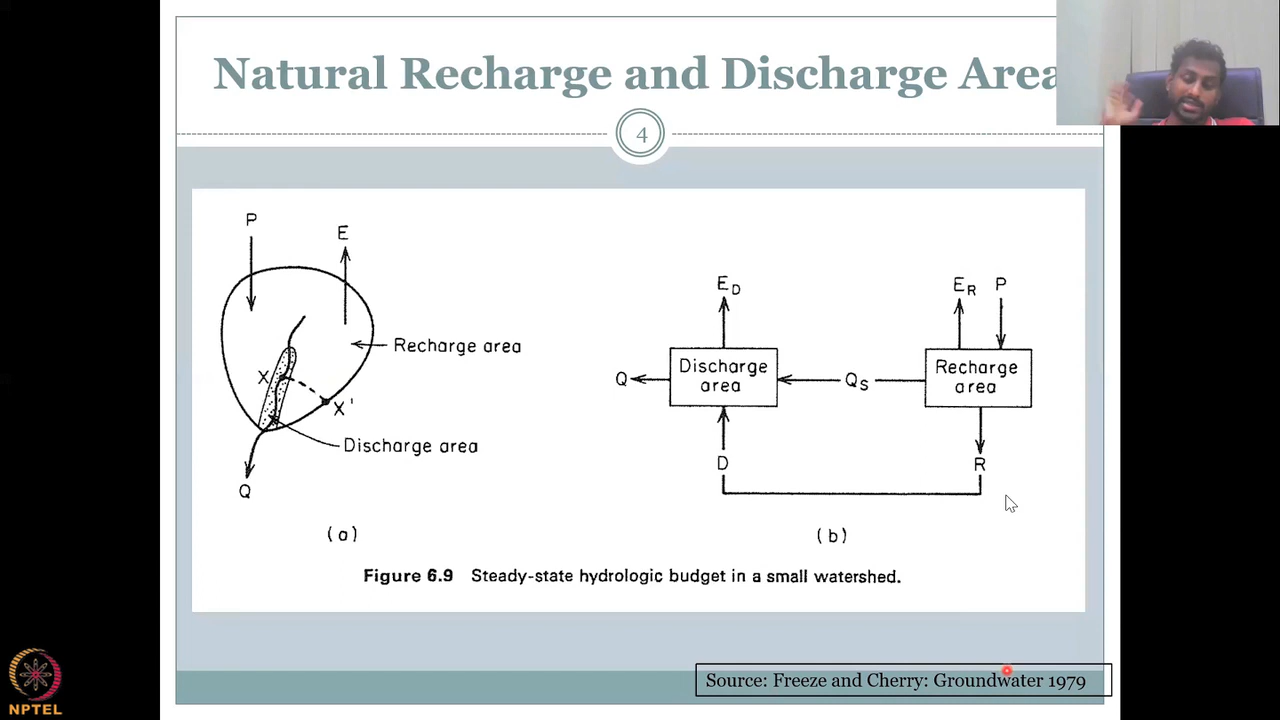 Natural Recharge and Discharge Area
4
P
E
Recharge area
X
X'
Discharge area
Q
(a)
E_D
E_R P
Discharge area
Q
Q_S
Recharge area
D
R
(b)
Figure 6.9 Steady-state hydrologic budget in a small watershed.
Source: Freeze and Cherry: Groundwater 1979
NPTEL